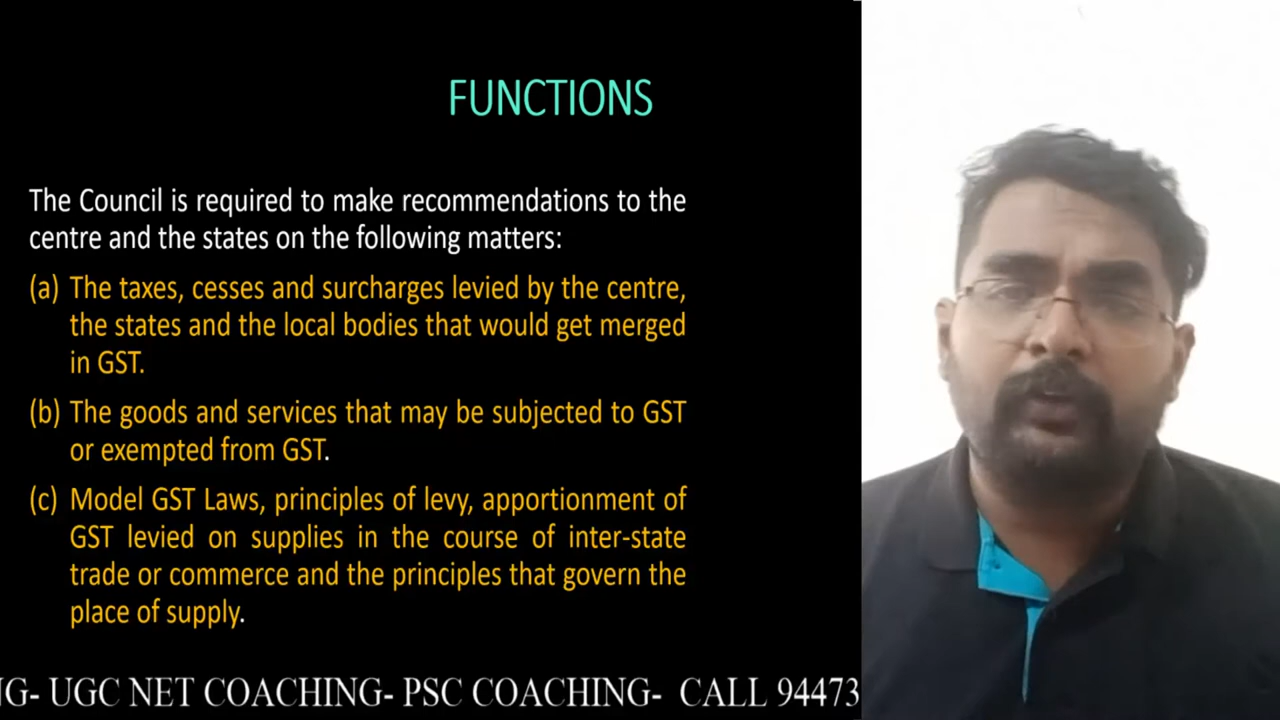 FUNCTIONS
The Council is required to make recommendations to the
centre and the states on the following matters:
(a) The taxes, cesses and surcharges levied by the centre,
the states and the local bodies that would get merged
in GST.
(b) The goods and services that may be subjected to GST
or exempted from GST.
(c) Model GST Laws, principles of levy, apportionment of
GST levied on supplies in the course of inter-state
trade or commerce and the principles that govern the
place of supply.
NG- UGC NET COACHING- PSC COACHING- CALL 94473